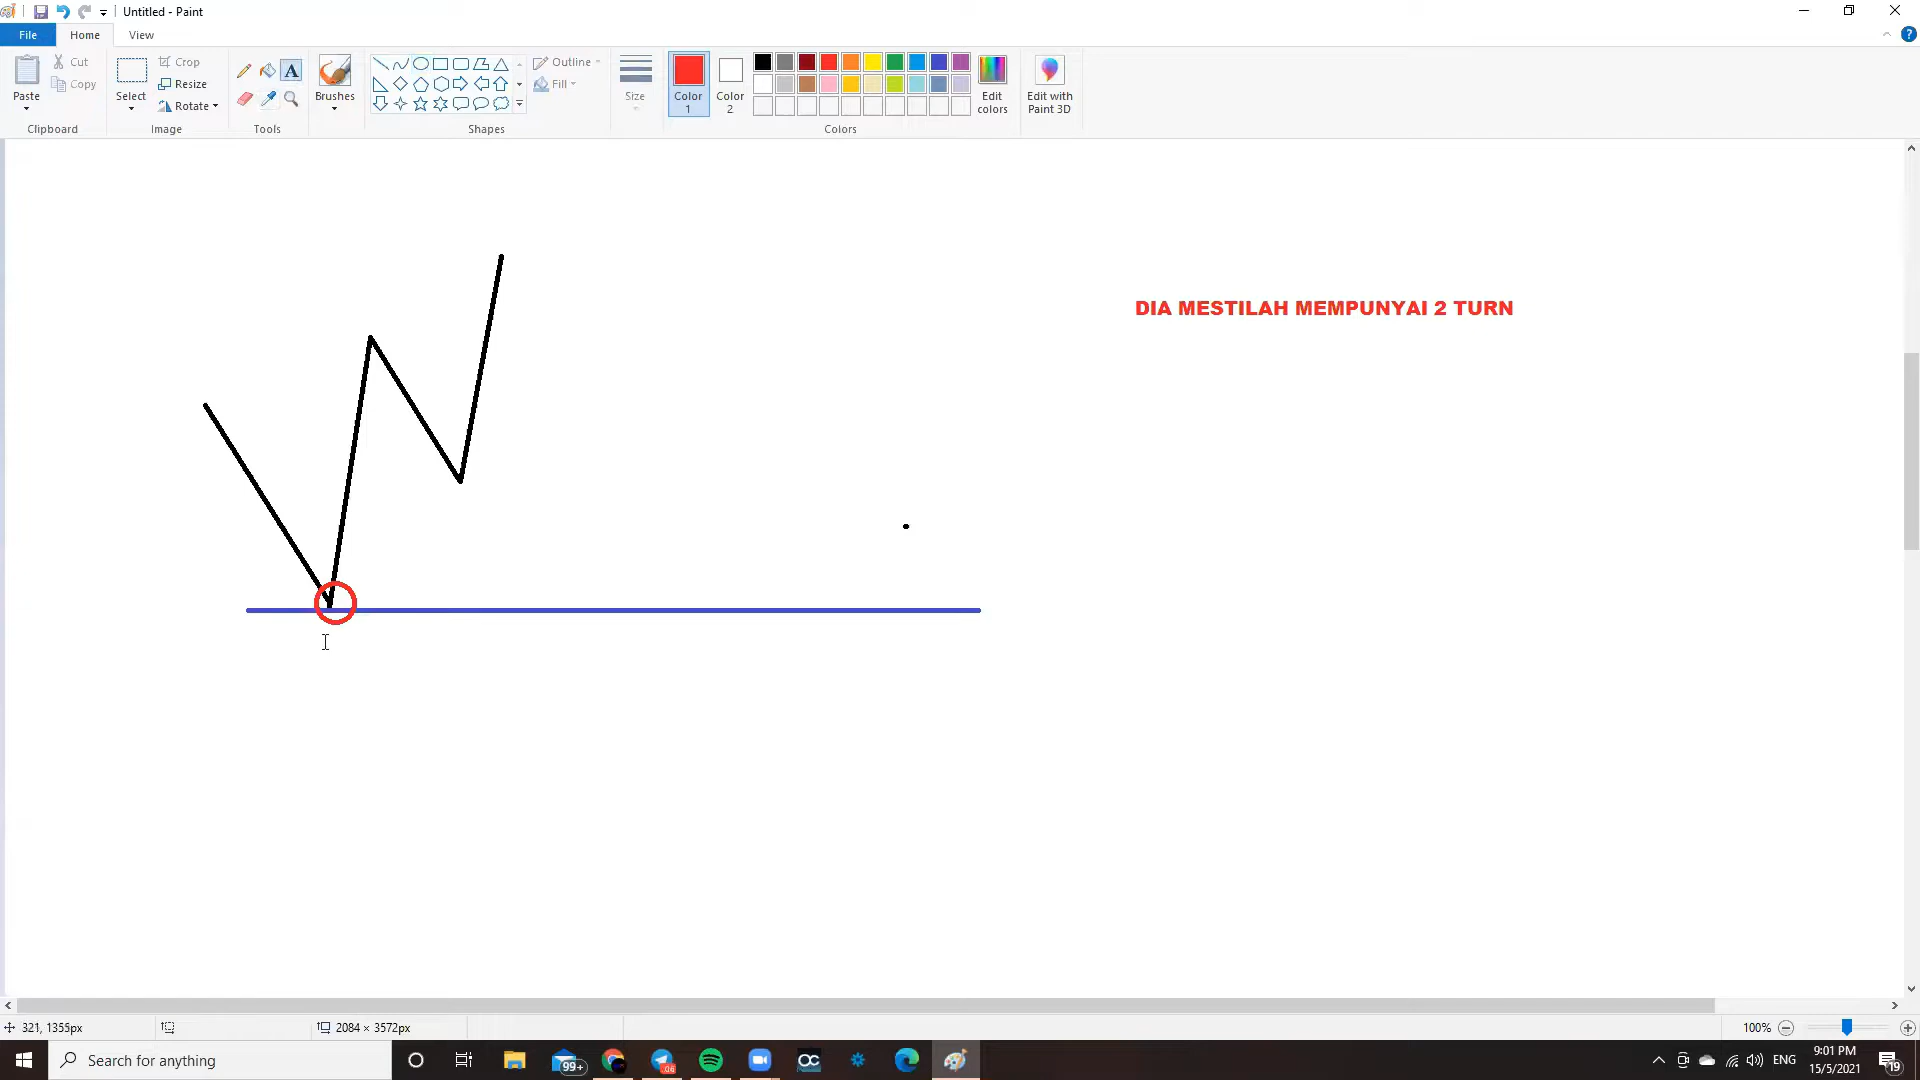 Untitled - Paint
File
Home
View
Paste
Cut
Copy
Clipboard
Select
Crop
Resize
Rotate
Image
A
Tools
Brushes
Outline
Fill
Shapes
Size
Color 1
Color 2
Edit colors
Colors
Edit with Paint 3D
?
DIA MESTILAH MEMPUNYAI 2 TURN
321, 1355px
2084 × 3572px
100%
Search for anything
99+
OC
ENG
9:01 PM
15/5/2021
19